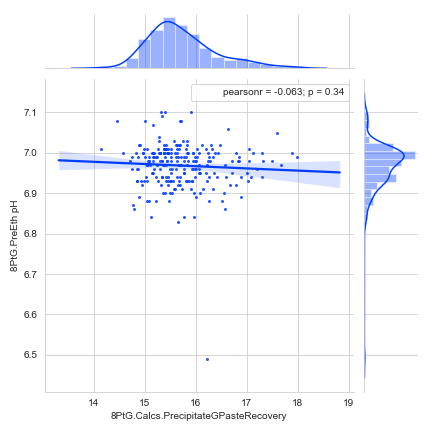 pearsonr = -0.063; p = 0.34
7.1
7.0
6.9
6.8
6.7
6.6
6.5
8PtG.PreEth pH
14 15 16 17 18 19
8PtG.Calcs.PrecipitateGPasteRecovery